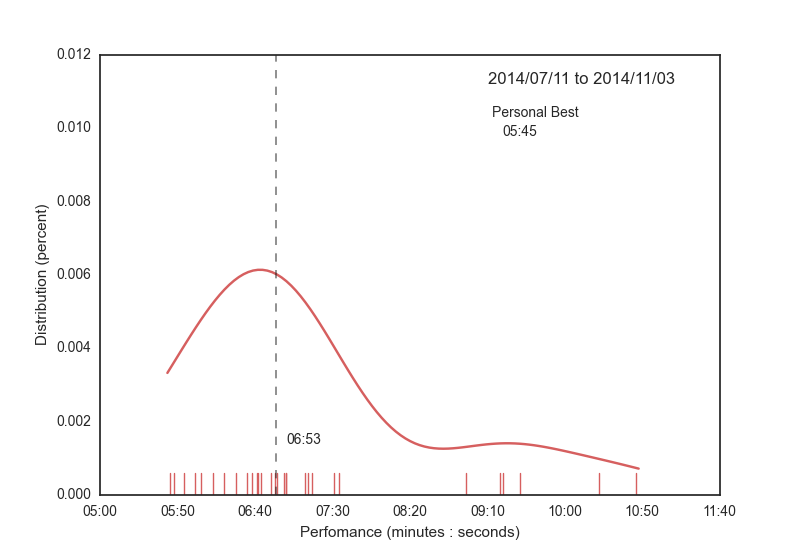 0.012
2014/07/11 to 2014/11/03
Personal Best
05:45
0.010
0.008
Distribution (percent)
0.006
0.004
0.002
06:53
0.000
05:00 05:50 06:40 07:30 08:20 09:10 10:00 10:50 11:40
Perfomance (minutes : seconds)